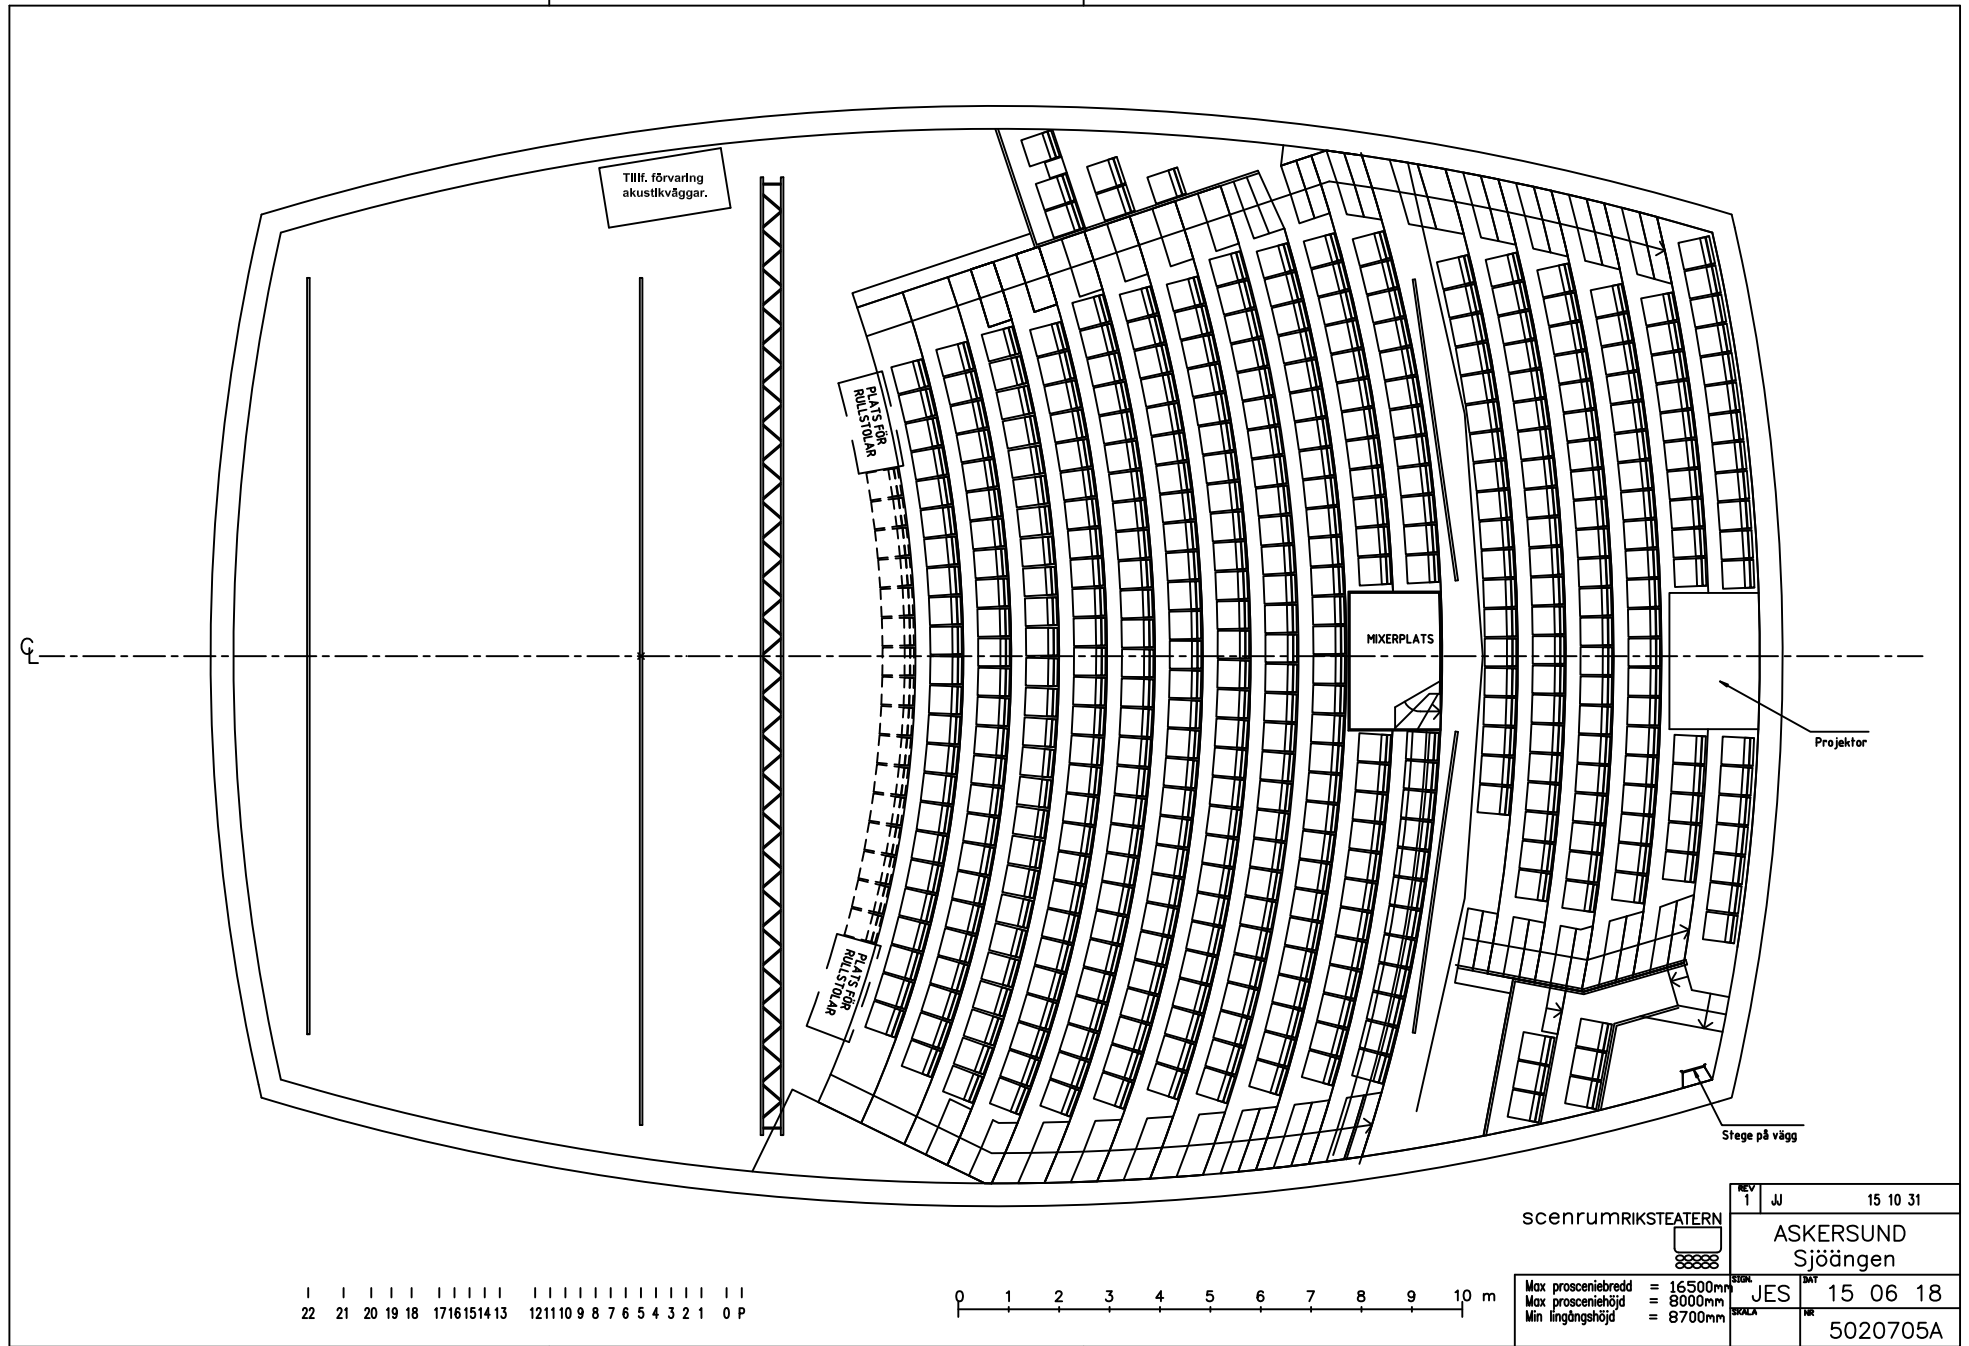 Tillf. förvaring
akustikväggar.
PLATS FÖR
RULLSTOLAR
MIXERPLATS
CL
Projektor
PLATS FÖR
RULLSTOLAR
Stege på vägg
scenrumRIKSTEATERN
REV
1 JJ 15 10 31
ASKERSUND
Sjöängen
Max prosceniebredd = 16500mm
Max prosceniehöjd = 8000mm
Min lingångshöjd = 8700mm
SIGN. JES DAT 15 06 18
SKALA NR 5020705A
22 21 20 19 18 17 16 15 14 13 12 11 10 9 8 7 6 5 4 3 2 1 0 P
0 1 2 3 4 5 6 7 8 9 10 m